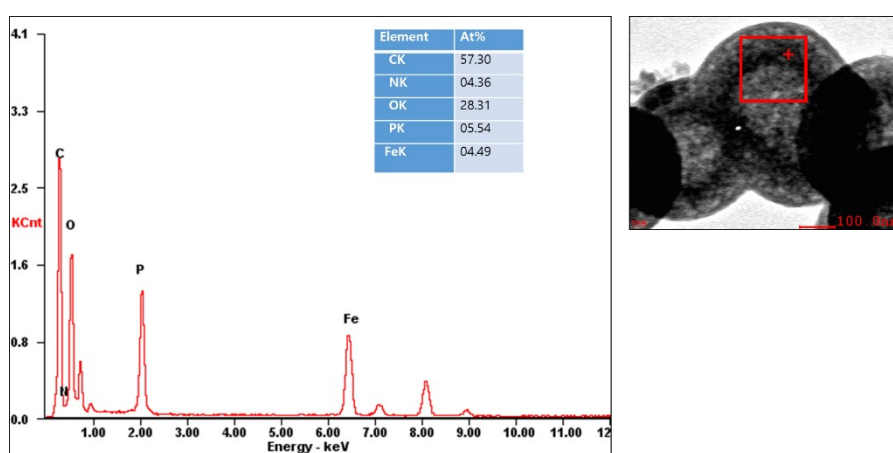 4.1
3.3
2.5
KCnt
1.6
0.8
0.0
C
O
N
P
Fe
1.00 2.00 3.00 4.00 5.00 6.00 7.00 8.00 9.00 10.00 11.00 12
Energy - keV
Element At%
CK 57.30
NK 04.36
OK 28.31
PK 05.54
FeK 04.49
+